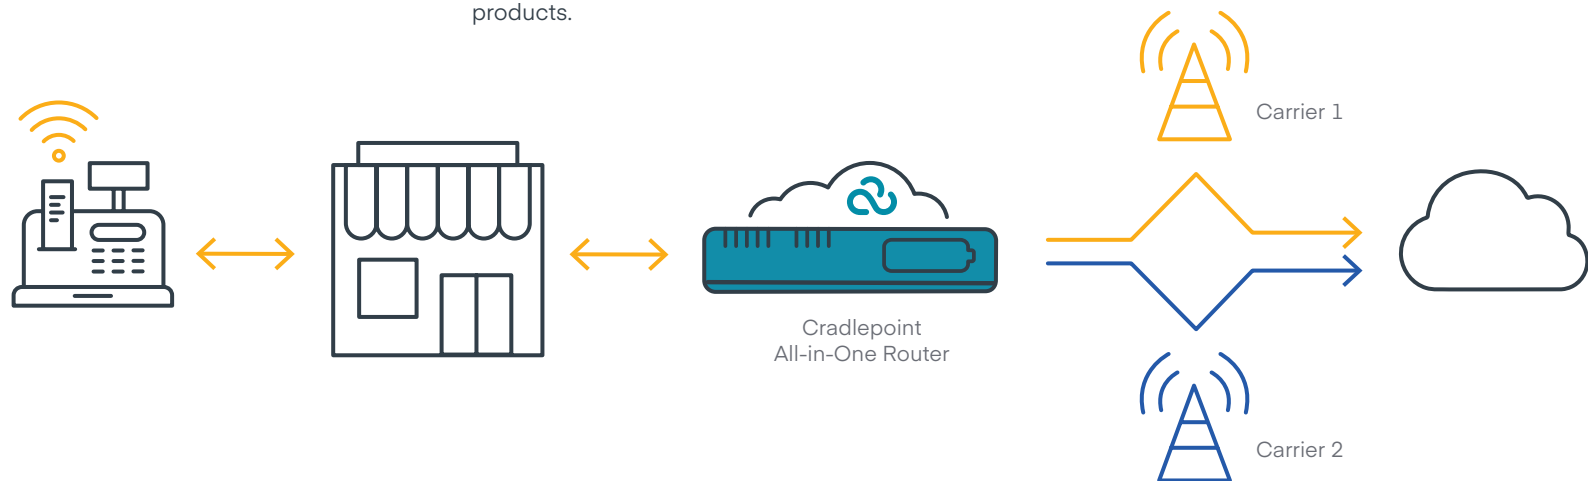 products.
Carrier 1
Cradlepoint
All-in-One Router
Carrier 2